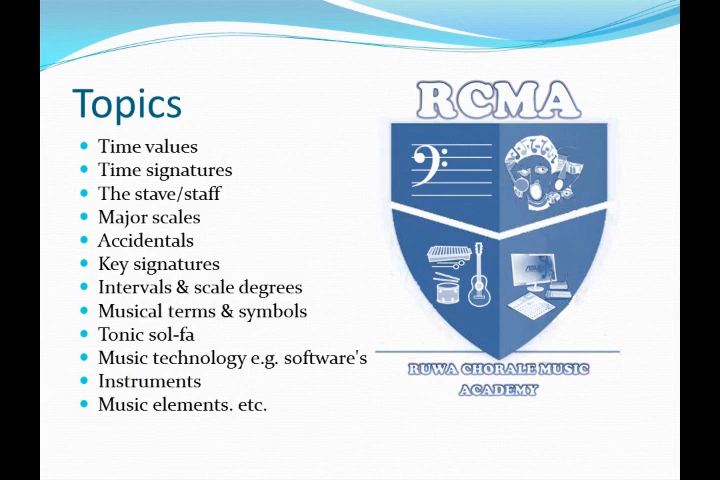 Topics
Time values
Time signatures
The stave/staff
Major scales
Accidentals
Key signatures
Intervals & scale degrees
Musical terms & symbols
Tonic sol-fa
Music technology e.g. software's
Instruments
Music elements. etc.
RCMA
RUWA CHORALE MUSIC
ACADEMY